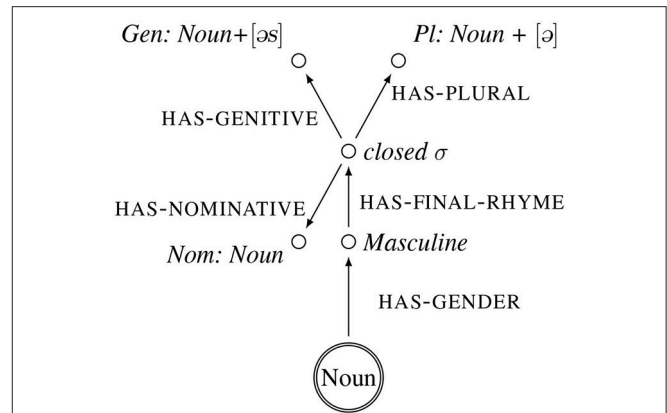 Gen: Noun+[əs]
Pl: Noun + [ə]
HAS-GENITIVE
HAS-PLURAL
closed σ
HAS-NOMINATIVE
HAS-FINAL-RHYME
Nom: Noun
Masculine
HAS-GENDER
Noun